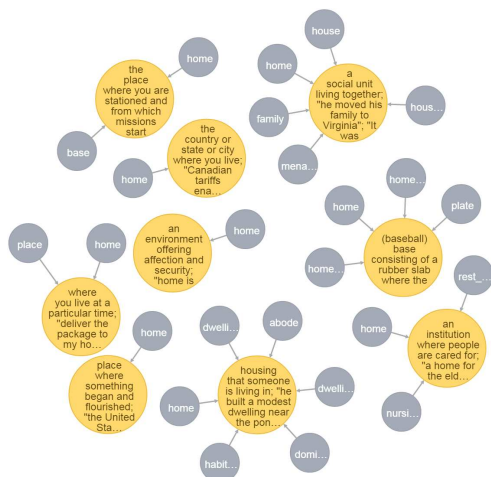 home
the
place
where you are
stationed and
from which
missions
start
base
house
home
a
social unit
living together;
"he moved his
family to
Virginia"; "It
was
family
hous…
mena…
the
country or
state or city
where you live;
"Canadian
tariffs
ena…
home
home…
home
plate
(baseball)
base
consisting of a
rubber slab
where the
home…
an
environment
offering
affection and
security;
"home is
home
place
home
where
you live at a
particular time;
"deliver the
package to
my ho…
rest_…
home
an
institution
where people
are cared for;
"a home for
the eld…
nursi…
home
place
where
something
began and
flourished;
"the United
Sta…
dwelli…
abode
housing
that someone
is living in; "he
built a modest
dwelling near
the pon…
home
dwelli…
habit…
domi…